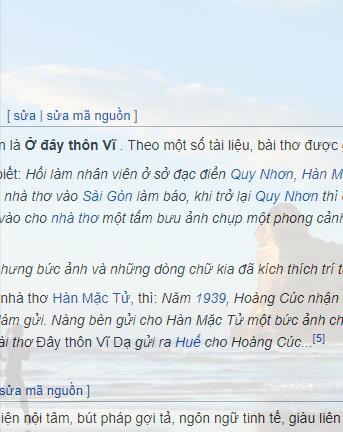 [ sửa | sửa mã nguồn ]
n là Ở đây thôn Vĩ . Theo một số tài liệu, bài thơ được
biết: Hồi làm nhân viên ở sở đạc điền Quy Nhơn, Hàn M
nhà thơ vào Sài Gòn làm báo, khi trở lại Quy Nhơn thì
vào cho nhà thơ một tấm bưu ảnh chụp một phong cảnh
hưng bức ảnh và những dòng chữ kia đã kích thích trí t
nhà thơ Hàn Mặc Tử, thì: Năm 1939, Hoàng Cúc nhận
gửi. Nàng bèn gửi cho Hàn Mặc Tử một bức ảnh c
ài thơ Đây thôn Vĩ Dạ gửi ra Huế cho Hoàng Cúc...[5]
sửa mã nguồn ]
iện nội tâm, bút pháp gợi tả, ngôn ngữ tinh tế, giàu liên